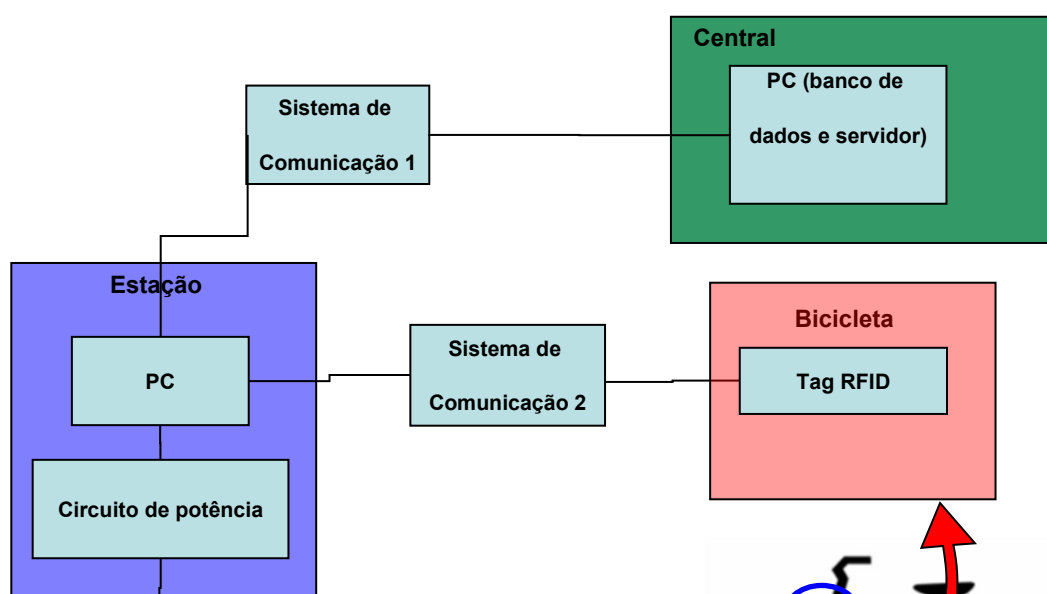 Central
PC (banco de
dados e servidor)
Sistema de
Comunicação 1
Estação
PC
Circuito de potência
Sistema de
Comunicação 2
Bicicleta
Tag RFID